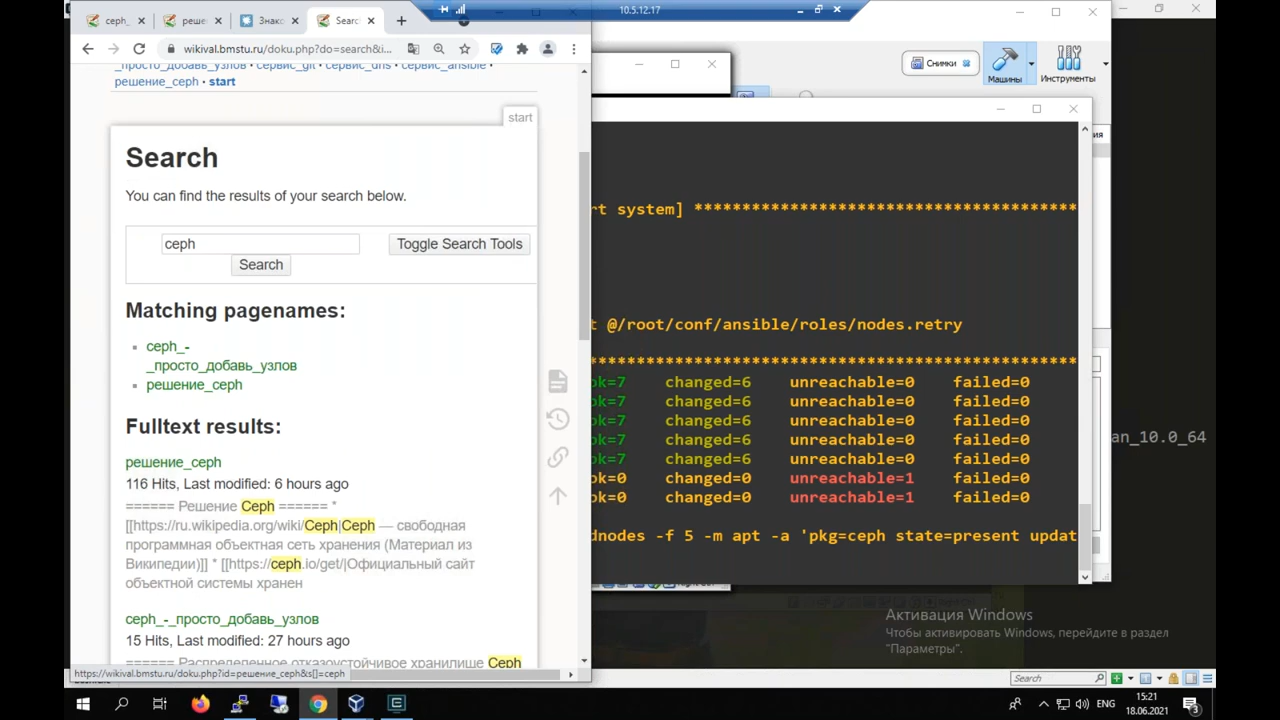 10.5.12.17
ceph_
реше
Знако
Searc
wikival.bmstu.ru/doku.php?do=search&i...
_просто_добавь_узлов • сервис_git • сервис_dns • сервис_ansible •
решение_ceph • start
start
Search
You can find the results of your search below.
ceph
Toggle Search Tools
Search
Matching pagenames:
ceph_-
_просто_добавь_узлов
решение_ceph
Fulltext results:
решение_ceph
116 Hits, Last modified: 6 hours ago
====== Решение Ceph ====== *
[[https://ru.wikipedia.org/wiki/Ceph|Ceph — свободная
программная объектная сеть хранения (Материал из
Википедии)]] * [[https://ceph.io/get/|Официальный сайт
объектной системы хранен
ceph_-_просто_добавь_узлов
15 Hits, Last modified: 27 hours ago
====== Распределенное отказоустойчивое хранилище Ceph
https://wikival.bmstu.ru/doku.php?id=решение_ceph&s[]=ceph
Снимки
Машины
Инструменты
ия
rt system] ****************************************
t @/root/conf/ansible/roles/nodes.retry
***************************************************
ok=7 changed=6 unreachable=0 failed=0
ok=7 changed=6 unreachable=0 failed=0
ok=7 changed=6 unreachable=0 failed=0
ok=7 changed=6 unreachable=0 failed=0
ok=7 changed=6 unreachable=0 failed=0
ok=0 changed=0 unreachable=1 failed=0
ok=0 changed=0 unreachable=1 failed=0
dnodes -f 5 -m apt -a 'pkg=ceph state=present updat
an_10.0_64
Активация Windows
Чтобы активировать Windows, перейдите в раздел
"Параметры".
Search
ENG
15:21
18.06.2021
3